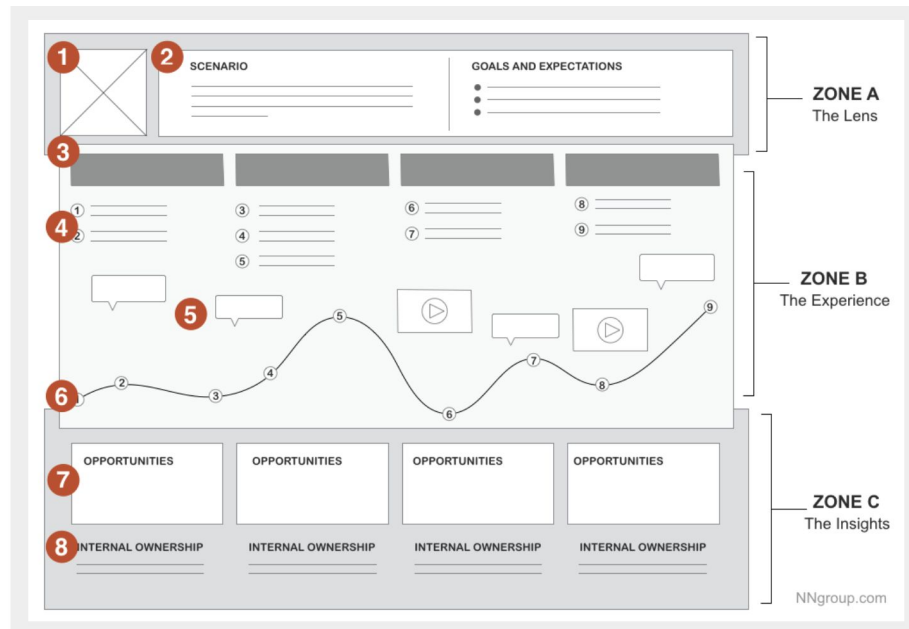 1
2
SCENARIO
GOALS AND EXPECTATIONS
ZONE A
The Lens
3
4
1
2
3
4
5
6
7
8
9
5
ZONE B
The Experience
6
1
2
3
4
5
6
7
8
9
7
OPPORTUNITIES
OPPORTUNITIES
OPPORTUNITIES
OPPORTUNITIES
ZONE C
The Insights
8
INTERNAL OWNERSHIP
INTERNAL OWNERSHIP
INTERNAL OWNERSHIP
INTERNAL OWNERSHIP
NNgroup.com